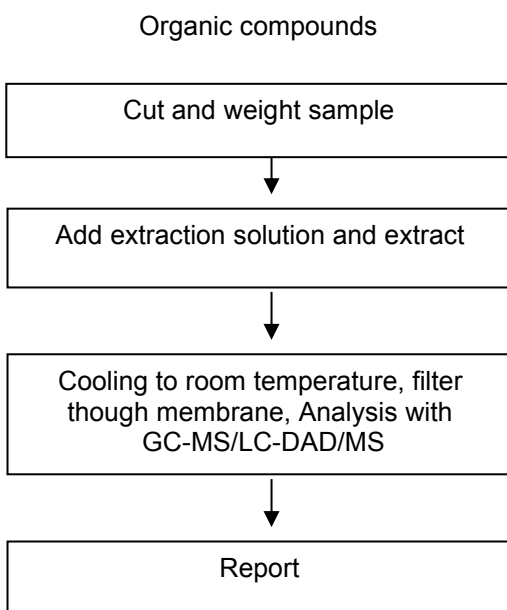 Organic compounds
Cut and weight sample
Add extraction solution and extract
Cooling to room temperature, filter
though membrane, Analysis with
GC-MS/LC-DAD/MS
Report